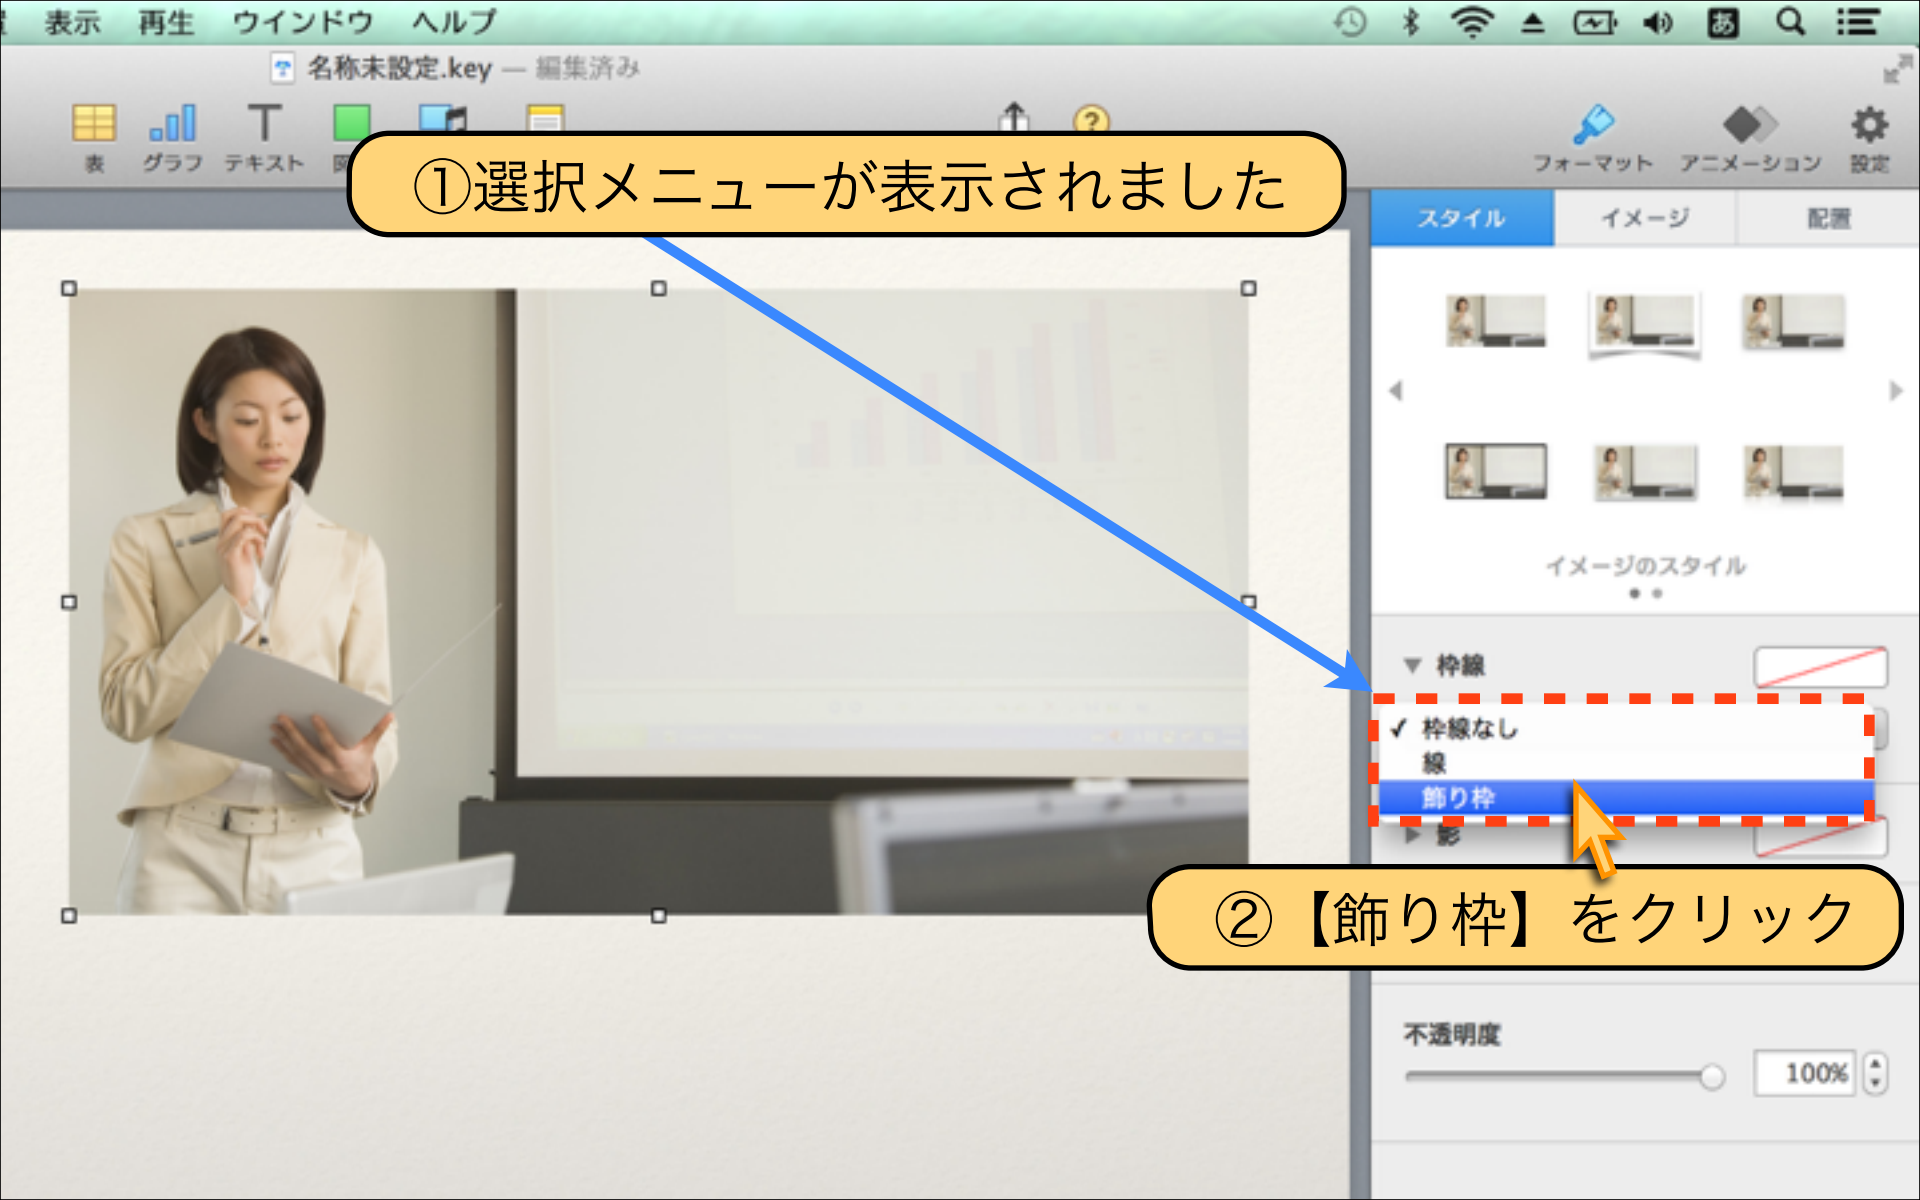 表示 再生 ウインドウ ヘルプ
あ
名称未設定.key — 編集済み
表 グラフ テキスト
フォーマット アニメーション 設定
①選択メニューが表示されました
スタイル イメージ 配置
イメージのスタイル
枠線
✓ 枠線なし
線
飾り枠
影
②【飾り枠】をクリック
不透明度
100%